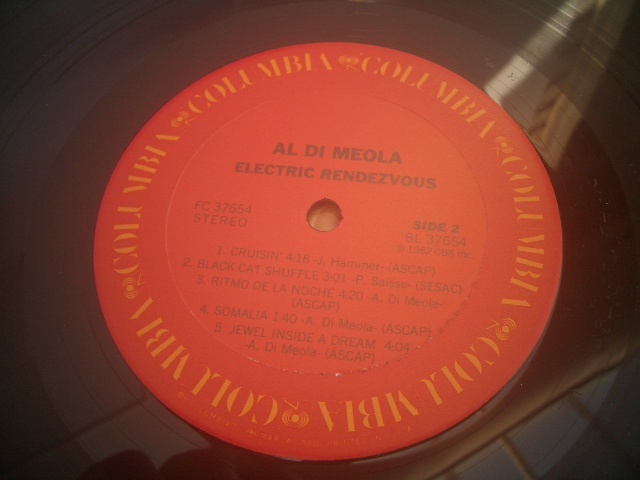 COLUMBIA COLUMBIA COLUMBIA COLUMBIA COLUMBIA COLUMBIA
AL DI MEOLA
ELECTRIC RENDEZVOUS
FC 37654
STEREO
SIDE 2
BL 37654
℗ 1982 CBS Inc.
1. CRUISIN' 4:18 -J. Hammer- (ASCAP)
2. BLACK CAT SHUFFLE 3:01 -P. Saisse- (SESAC)
3. RITMO DE LA NOCHE 4:20 -A. Di Meola-
(ASCAP)
4. SOMALIA 1:40 -A. Di Meola- (ASCAP)
5. JEWEL INSIDE A DREAM 4:04
-A. Di Meola- (ASCAP)